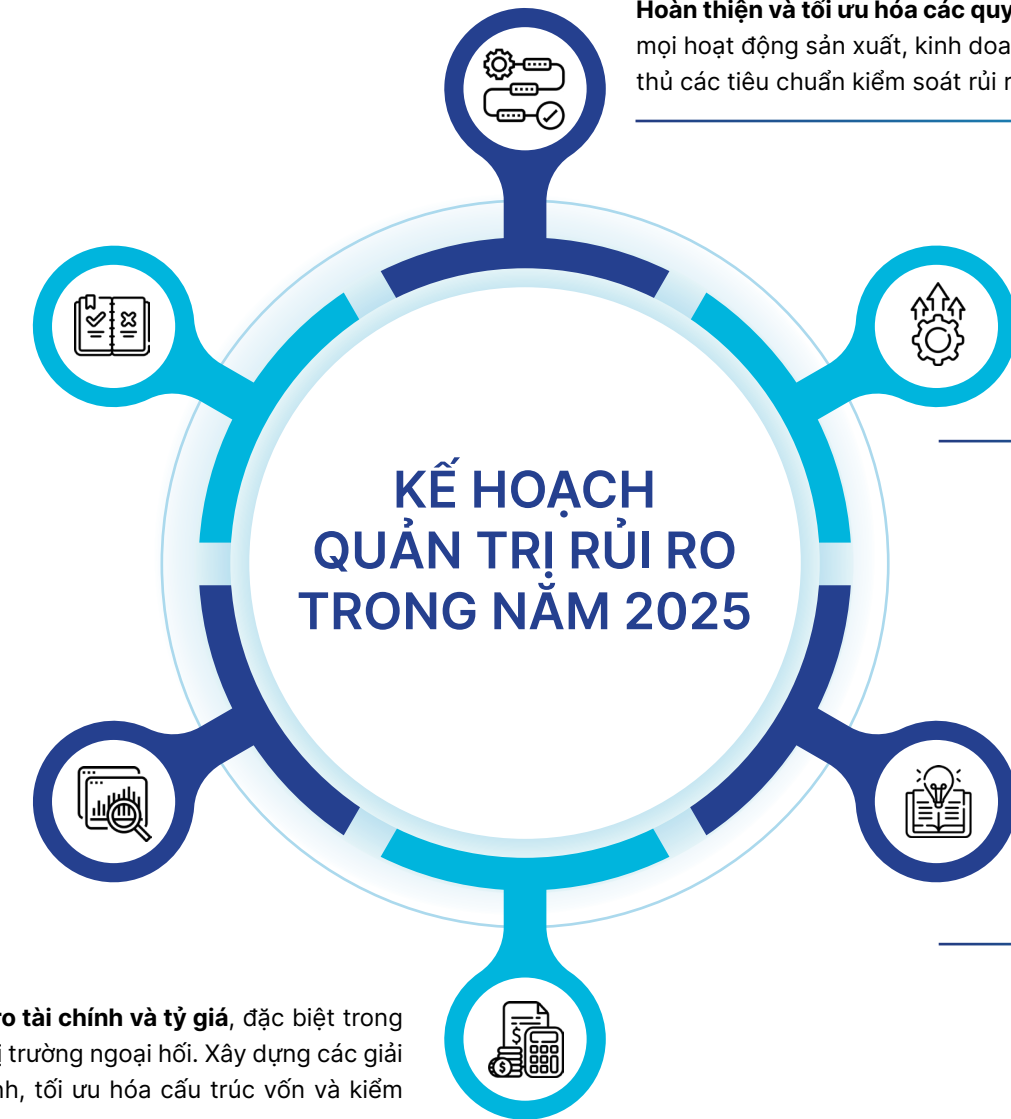 Hoàn thiện và tối ưu hóa các quy
mọi hoạt động sản xuất, kinh doa
thủ các tiêu chuẩn kiểm soát rủi r
KẾ HOẠCH
QUẢN TRỊ RỦI RO
TRONG NĂM 2025
ro tài chính và tỷ giá, đặc biệt trong
ị trường ngoại hối. Xây dựng các giải
nh, tối ưu hóa cấu trúc vốn và kiểm